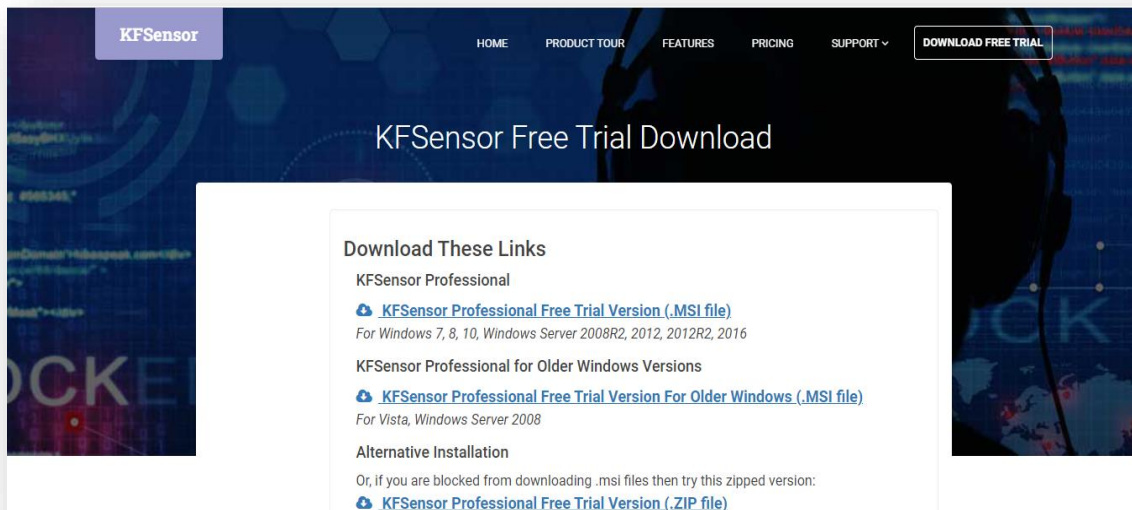 KFSensor
HOME PRODUCT TOUR FEATURES PRICING SUPPORT DOWNLOAD FREE TRIAL
KFSensor Free Trial Download
Download These Links
KFSensor Professional
KFSensor Professional Free Trial Version (.MSI file)
For Windows 7, 8, 10, Windows Server 2008R2, 2012, 2012R2, 2016
KFSensor Professional for Older Windows Versions
KFSensor Professional Free Trial Version For Older Windows (.MSI file)
For Vista, Windows Server 2008
Alternative Installation
Or, if you are blocked from downloading .msi files then try this zipped version:
KFSensor Professional Free Trial Version (.ZIP file)